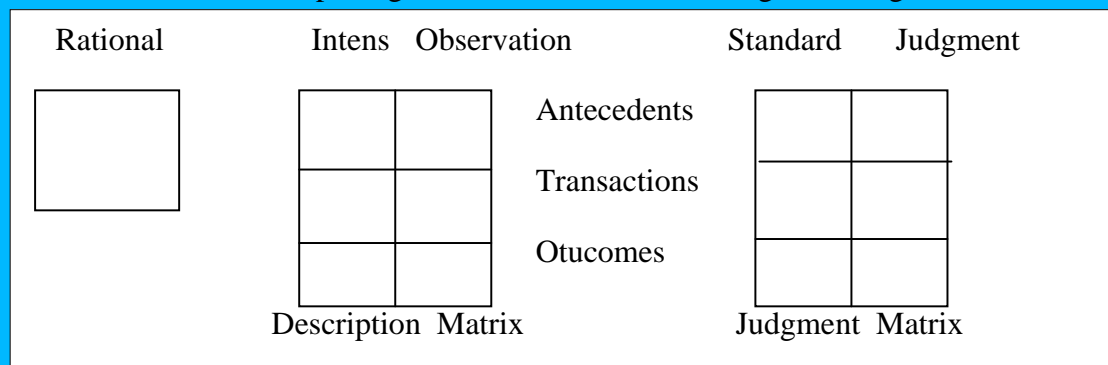 Rational Intens Observation Standard Judgment
Antecedents
Transactions
Otucomes
Description Matrix Judgment Matrix